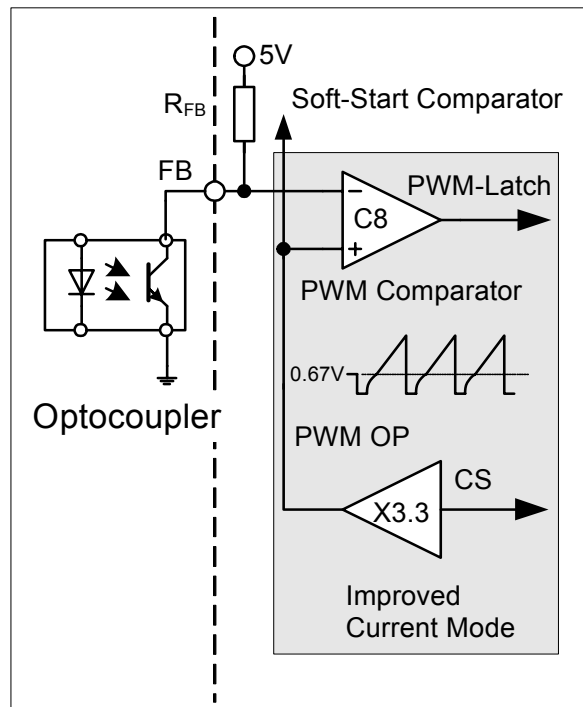 5V
R_FB
Soft-Start Comparator
FB
PWM-Latch
−
C8
+
PWM Comparator
0.67V
Optocoupler
PWM OP
CS
X3.3
Improved
Current Mode